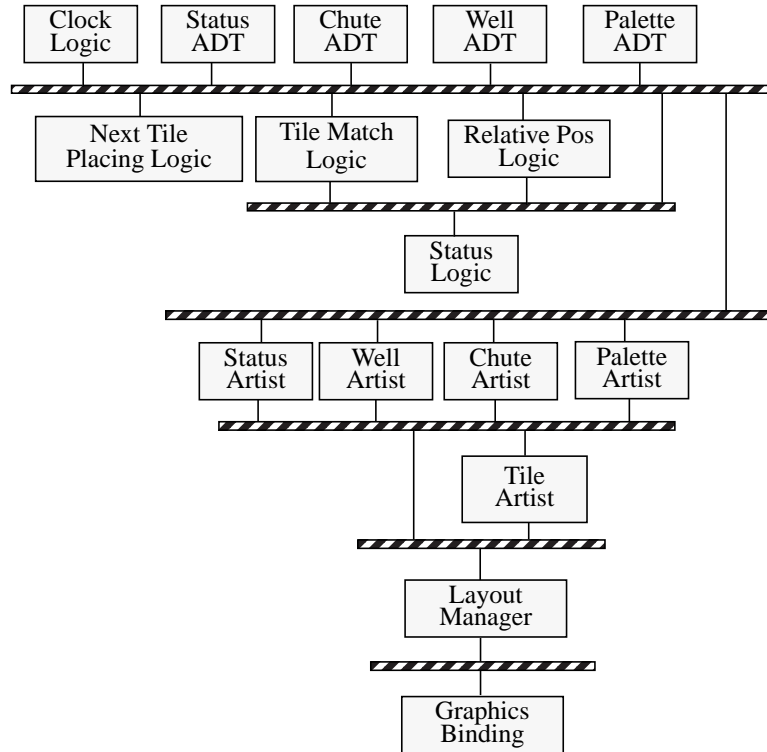 Clock
Logic
Status
ADT
Chute
ADT
Well
ADT
Palette
ADT
Next Tile
Placing Logic
Tile Match
Logic
Relative Pos
Logic
Status
Logic
Status
Artist
Well
Artist
Chute
Artist
Palette
Artist
Tile
Artist
Layout
Manager
Graphics
Binding